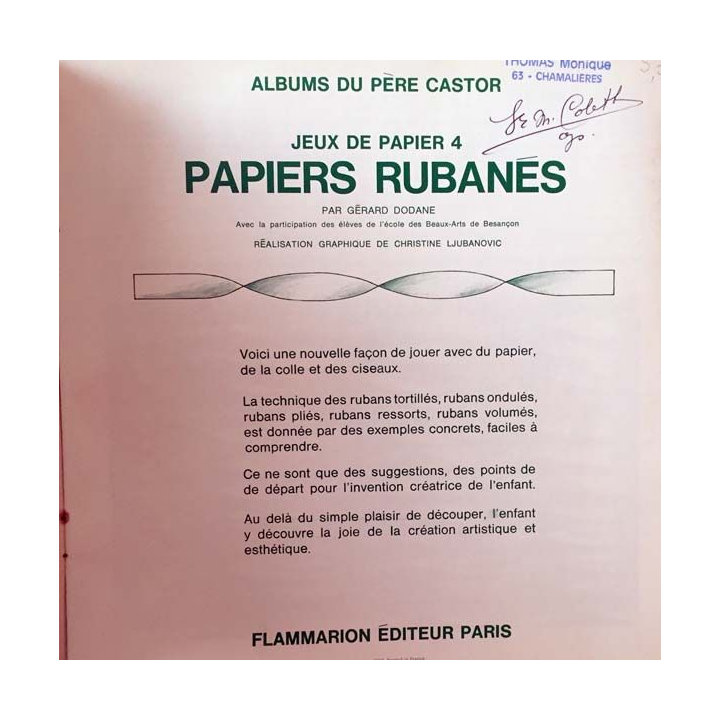 THOMAS Monique
63 - CHAMALIÈRES
ALBUMS DU PÈRE CASTOR
JEUX DE PAPIER 4
PAPIERS RUBANÉS
PAR GÉRARD DODANE
Avec la participation des élèves de l'école des Beaux-Arts de Besançon
RÉALISATION GRAPHIQUE DE CHRISTINE LJUBANOVIC
Voici une nouvelle façon de jouer avec du papier,
de la colle et des ciseaux.
La technique des rubans tortillés, rubans ondulés,
rubans pliés, rubans ressorts, rubans volumés,
est donnée par des exemples concrets, faciles à
comprendre.
Ce ne sont que des suggestions, des points de
de départ pour l'invention créatrice de l'enfant.
Au delà du simple plaisir de découper, l'enfant
y découvre la joie de la création artistique et
esthétique.
FLAMMARION ÉDITEUR PARIS